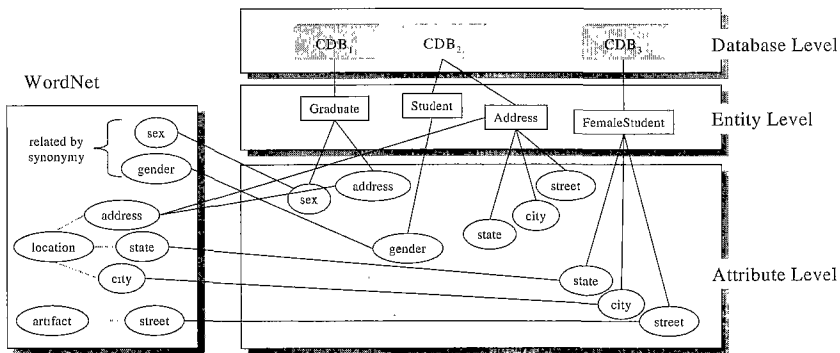 CDB1
CDB2
CDB3
Database Level
WordNet
Graduate
Student
Address
FemaleStudent
Entity Level
related by
synonymy
sex
gender
address
location
state
city
artifact
street
sex
address
gender
street
city
state
state
city
street
Attribute Level